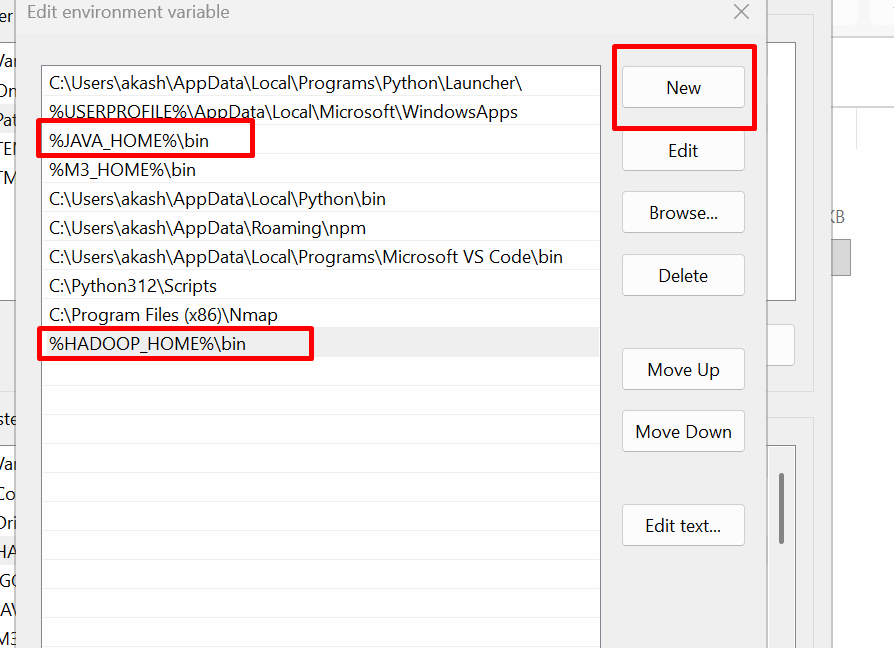 Edit environment variable
er
C:\Users\akash\AppData\Local\Programs\Python\Launcher\
New
%USERPROFILE%\AppData\Local\Microsoft\WindowsApps
%JAVA_HOME%\bin
Edit
%M3_HOME%\bin
C:\Users\akash\AppData\Local\Python\bin
Browse...
KB
C:\Users\akash\AppData\Roaming\npm
C:\Users\akash\AppData\Local\Programs\Microsoft VS Code\bin
Delete
C:\Python312\Scripts
C:\Program Files (x86)\Nmap
%HADOOP_HOME%\bin
Move Up
Move Down
Edit text...